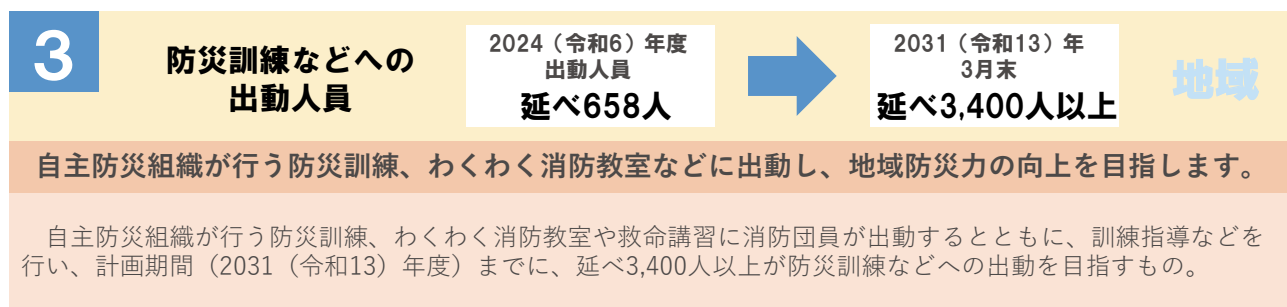 3
防災訓練などへの
出動人員
2024（令和6）年度
出動人員
延べ658人
2031（令和13）年
3月末
延べ3,400人以上
地域
自主防災組織が行う防災訓練、わくわく消防教室などに出動し、地域防災力の向上を目指します。
自主防災組織が行う防災訓練、わくわく消防教室や救命講習に消防団員が出動するとともに、訓練指導などを
行い、計画期間（2031（令和13）年度）までに、延べ3,400人以上が防災訓練などへの出動を目指すもの。